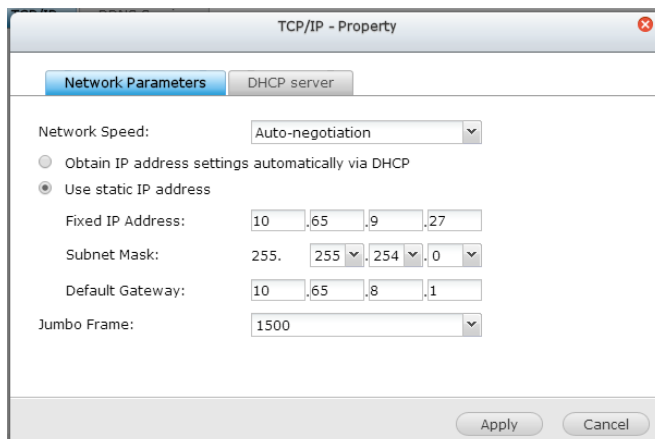 TCP/IP - Property
Network Parameters DHCP server
Network Speed: Auto-negotiation
Obtain IP address settings automatically via DHCP
Use static IP address
Fixed IP Address: 10 .65 .9 .27
Subnet Mask: 255. 255 . 254 . 0
Default Gateway: 10 .65 .8 .1
Jumbo Frame: 1500
Apply Cancel